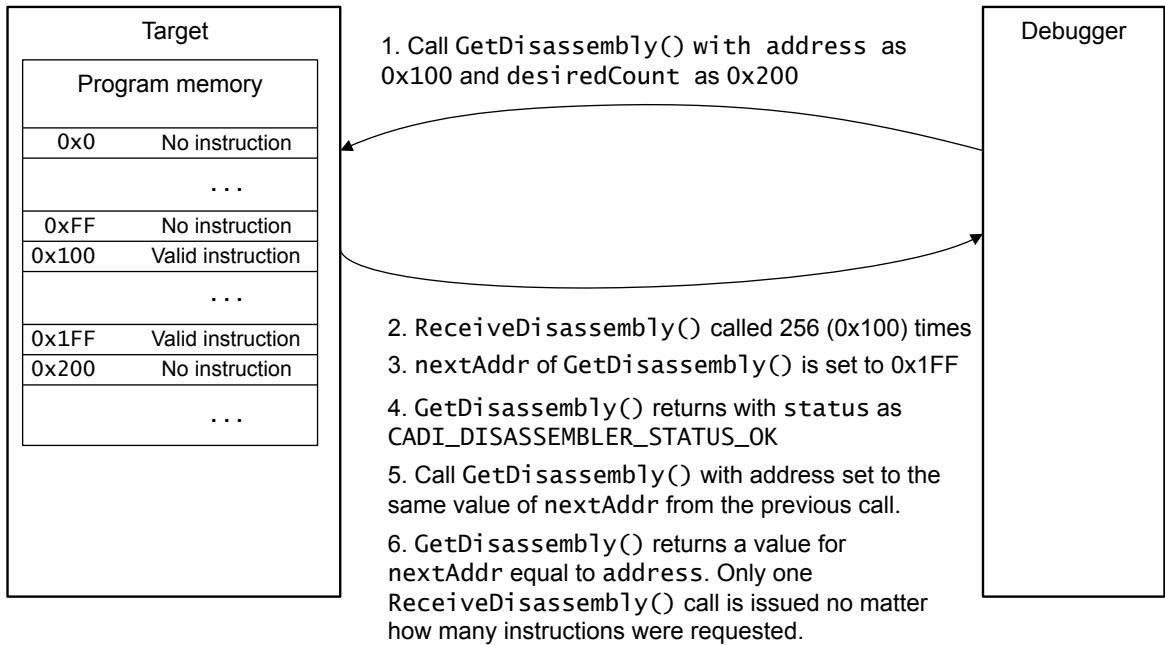 Target
Program memory
0x0 No instruction
...
0xFF No instruction
0x100 Valid instruction
...
0x1FF Valid instruction
0x200 No instruction
...
1. Call GetDisassembly() with address as
0x100 and desiredCount as 0x200
2. ReceiveDisassembly() called 256 (0x100) times
3. nextAddr of GetDisassembly() is set to 0x1FF
4. GetDisassembly() returns with status as
CADI_DISASSEMBLER_STATUS_OK
5. Call GetDisassembly() with address set to the
same value of nextAddr from the previous call.
6. GetDisassembly() returns a value for
nextAddr equal to address. Only one
ReceiveDisassembly() call is issued no matter
how many instructions were requested.
Debugger